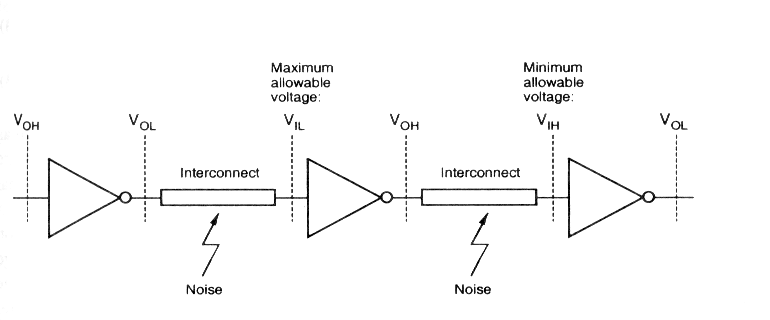 Maximum
allowable
voltage:
Minimum
allowable
voltage:
VOH
VOL
VIL
VOH
VIH
VOL
Interconnect
Interconnect
Noise
Noise